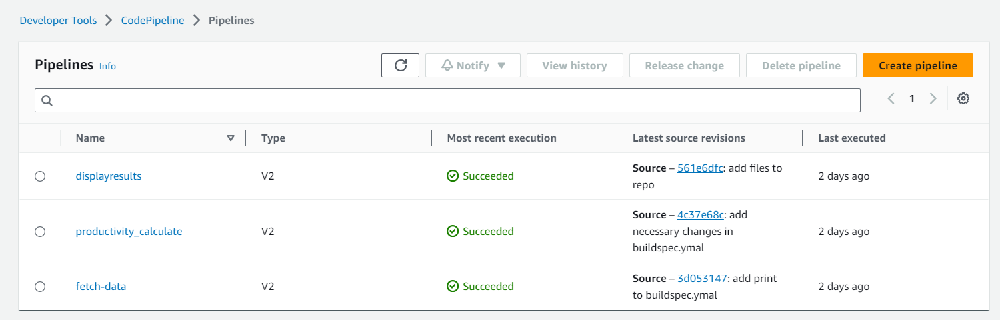 Developer Tools > CodePipeline > Pipelines
Pipelines Info
Notify View history Release change Delete pipeline Create pipeline
1
Name Type Most recent execution Latest source revisions Last executed
displayresults V2 Succeeded Source – 561e6dfc: add files to 2 days ago
repo
productivity_calculate V2 Succeeded Source – 4c37e68c: add 2 days ago
necessary changes in
buildspec.ymal
fetch-data V2 Succeeded Source – 3d053147: add print 2 days ago
to buildspec.ymal